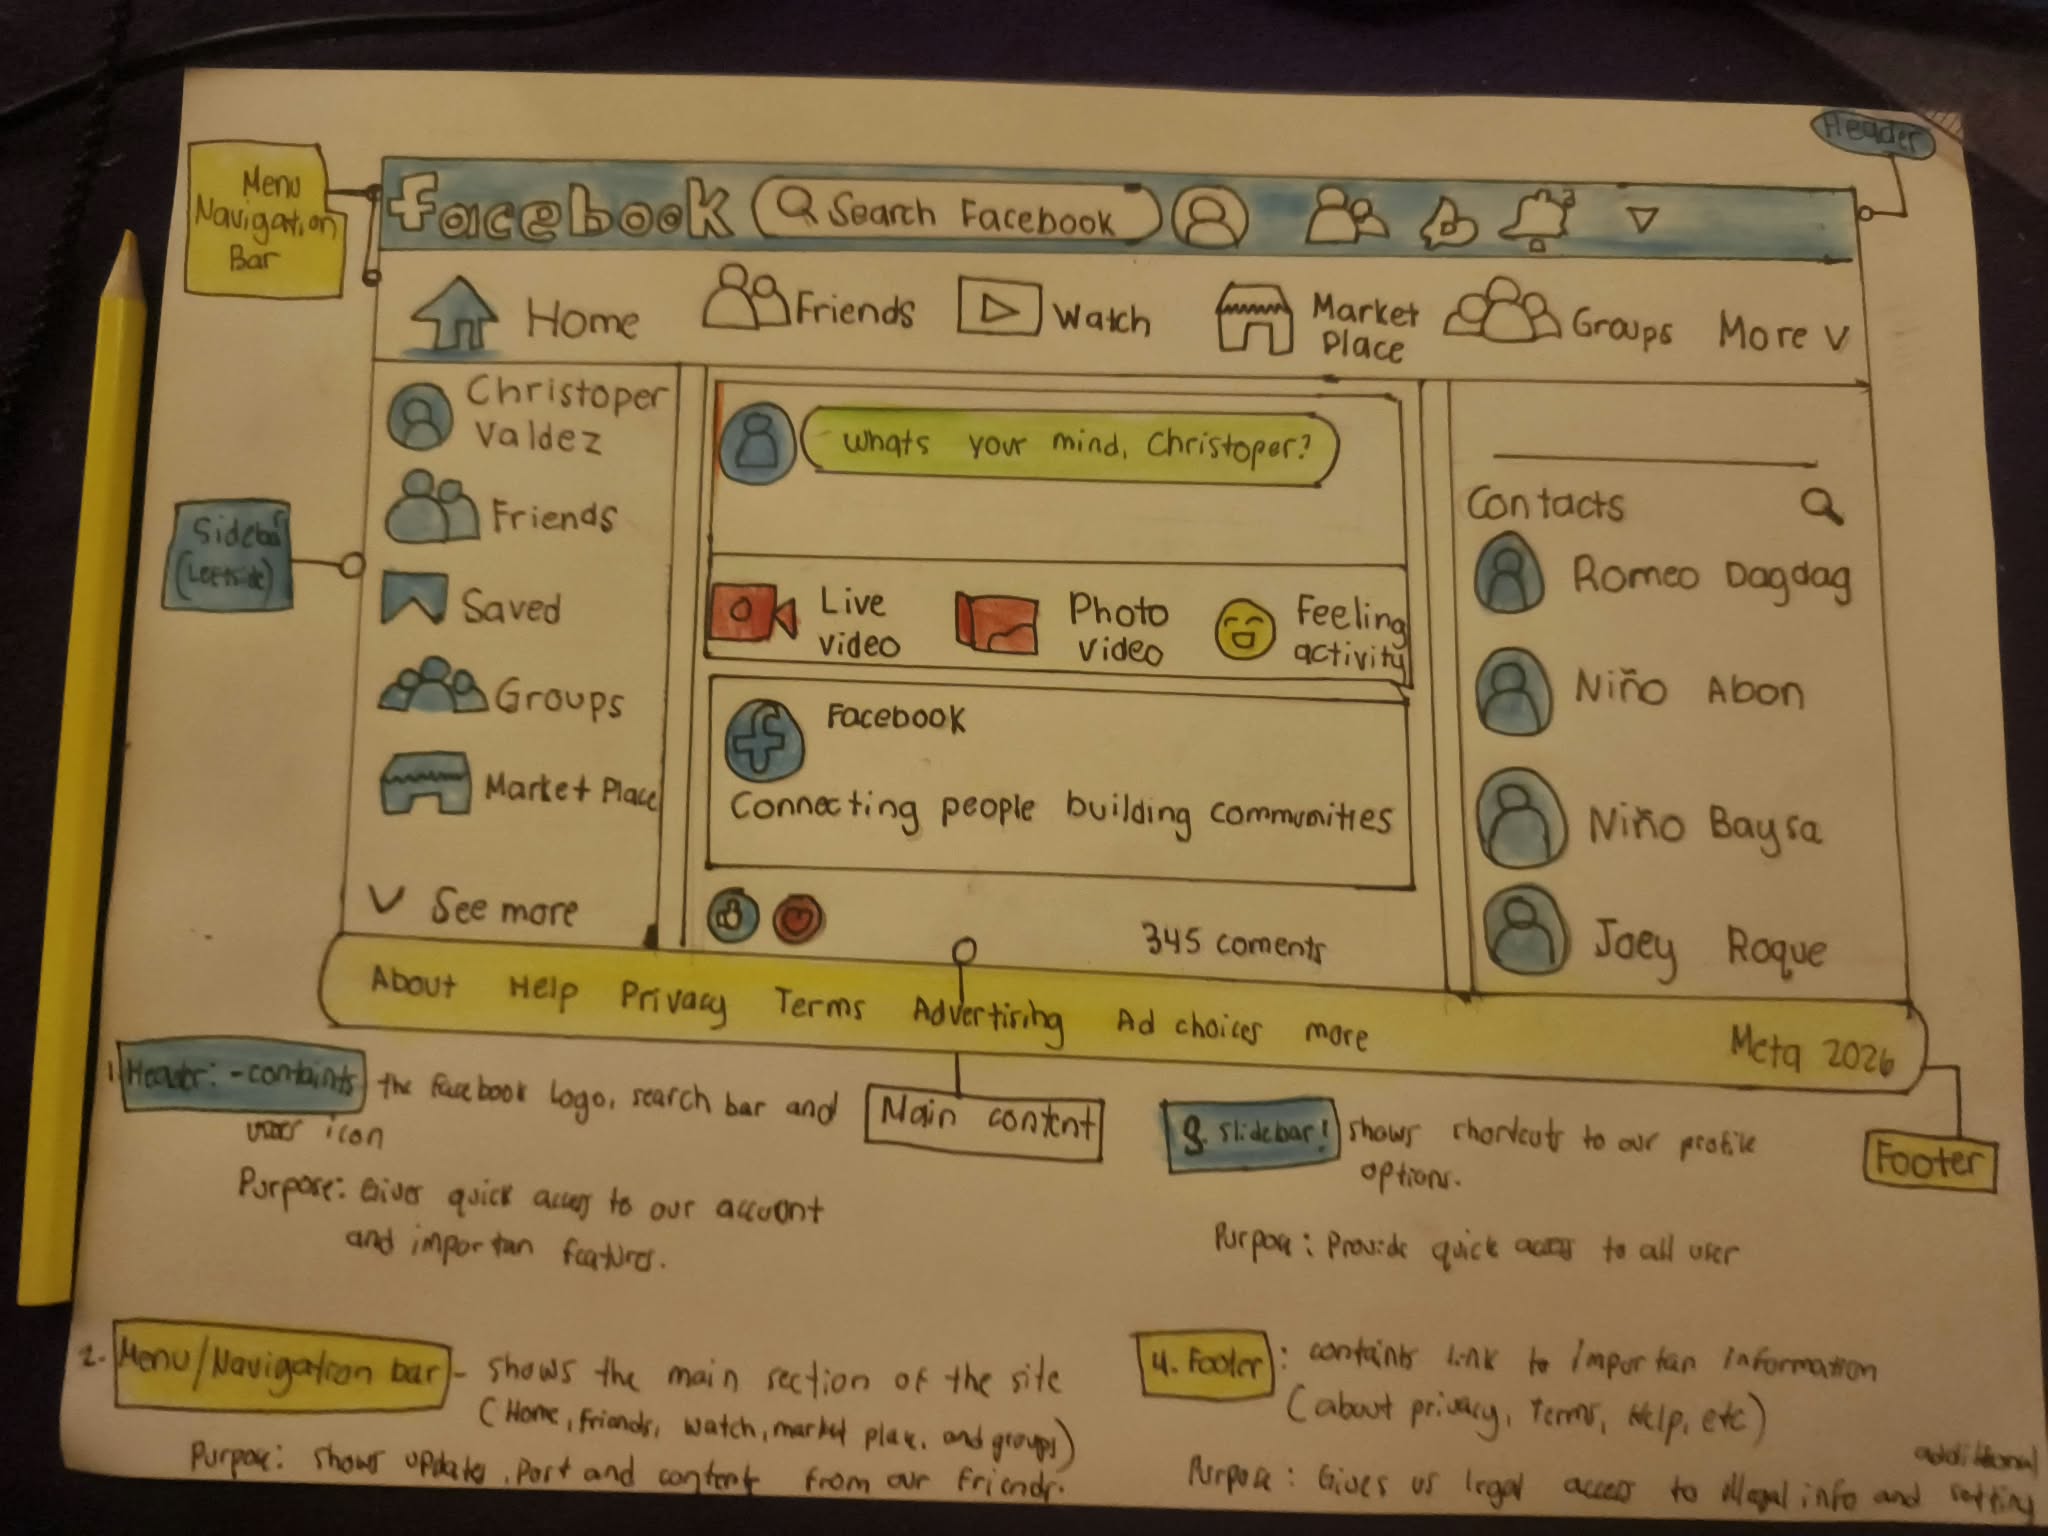 Header
Menu
Navigation
Bar
facebook
Search Facebook
Home
Friends
Watch
Market
Place
Groups
More
Sidebar
(Leftside)
Christoper
Valdez
Friends
Saved
Groups
Market Place
See more
Whats your mind, Christoper?
Live
video
Photo
video
Feeling
activity
Facebook
Connecting people building communities
345 coments
Contacts
Romeo Dagdag
Niño Abon
Niño Baysa
Joey Roque
About Help Privacy Terms Advertising Ad choices more Meta 2026
Main content
Footer
1. Header: - containts the facebook Logo, search bar and
user icon
Purpose: Gives quick access to our account
and importan features.
2. Menu/Navigation bar - shows the main section of the site
(Home, friends, watch, market place, and groups)
Purpose: shows updates, Post and content from our friends.
3. slidebar! shows shortcuts to our profile
options.
Purpose: Provide quick access to all user
4. Footer: containts link to importan information
(about privacy, Terms, Help, etc)
Purpose: Gives us legal access to illegal info and additional setting